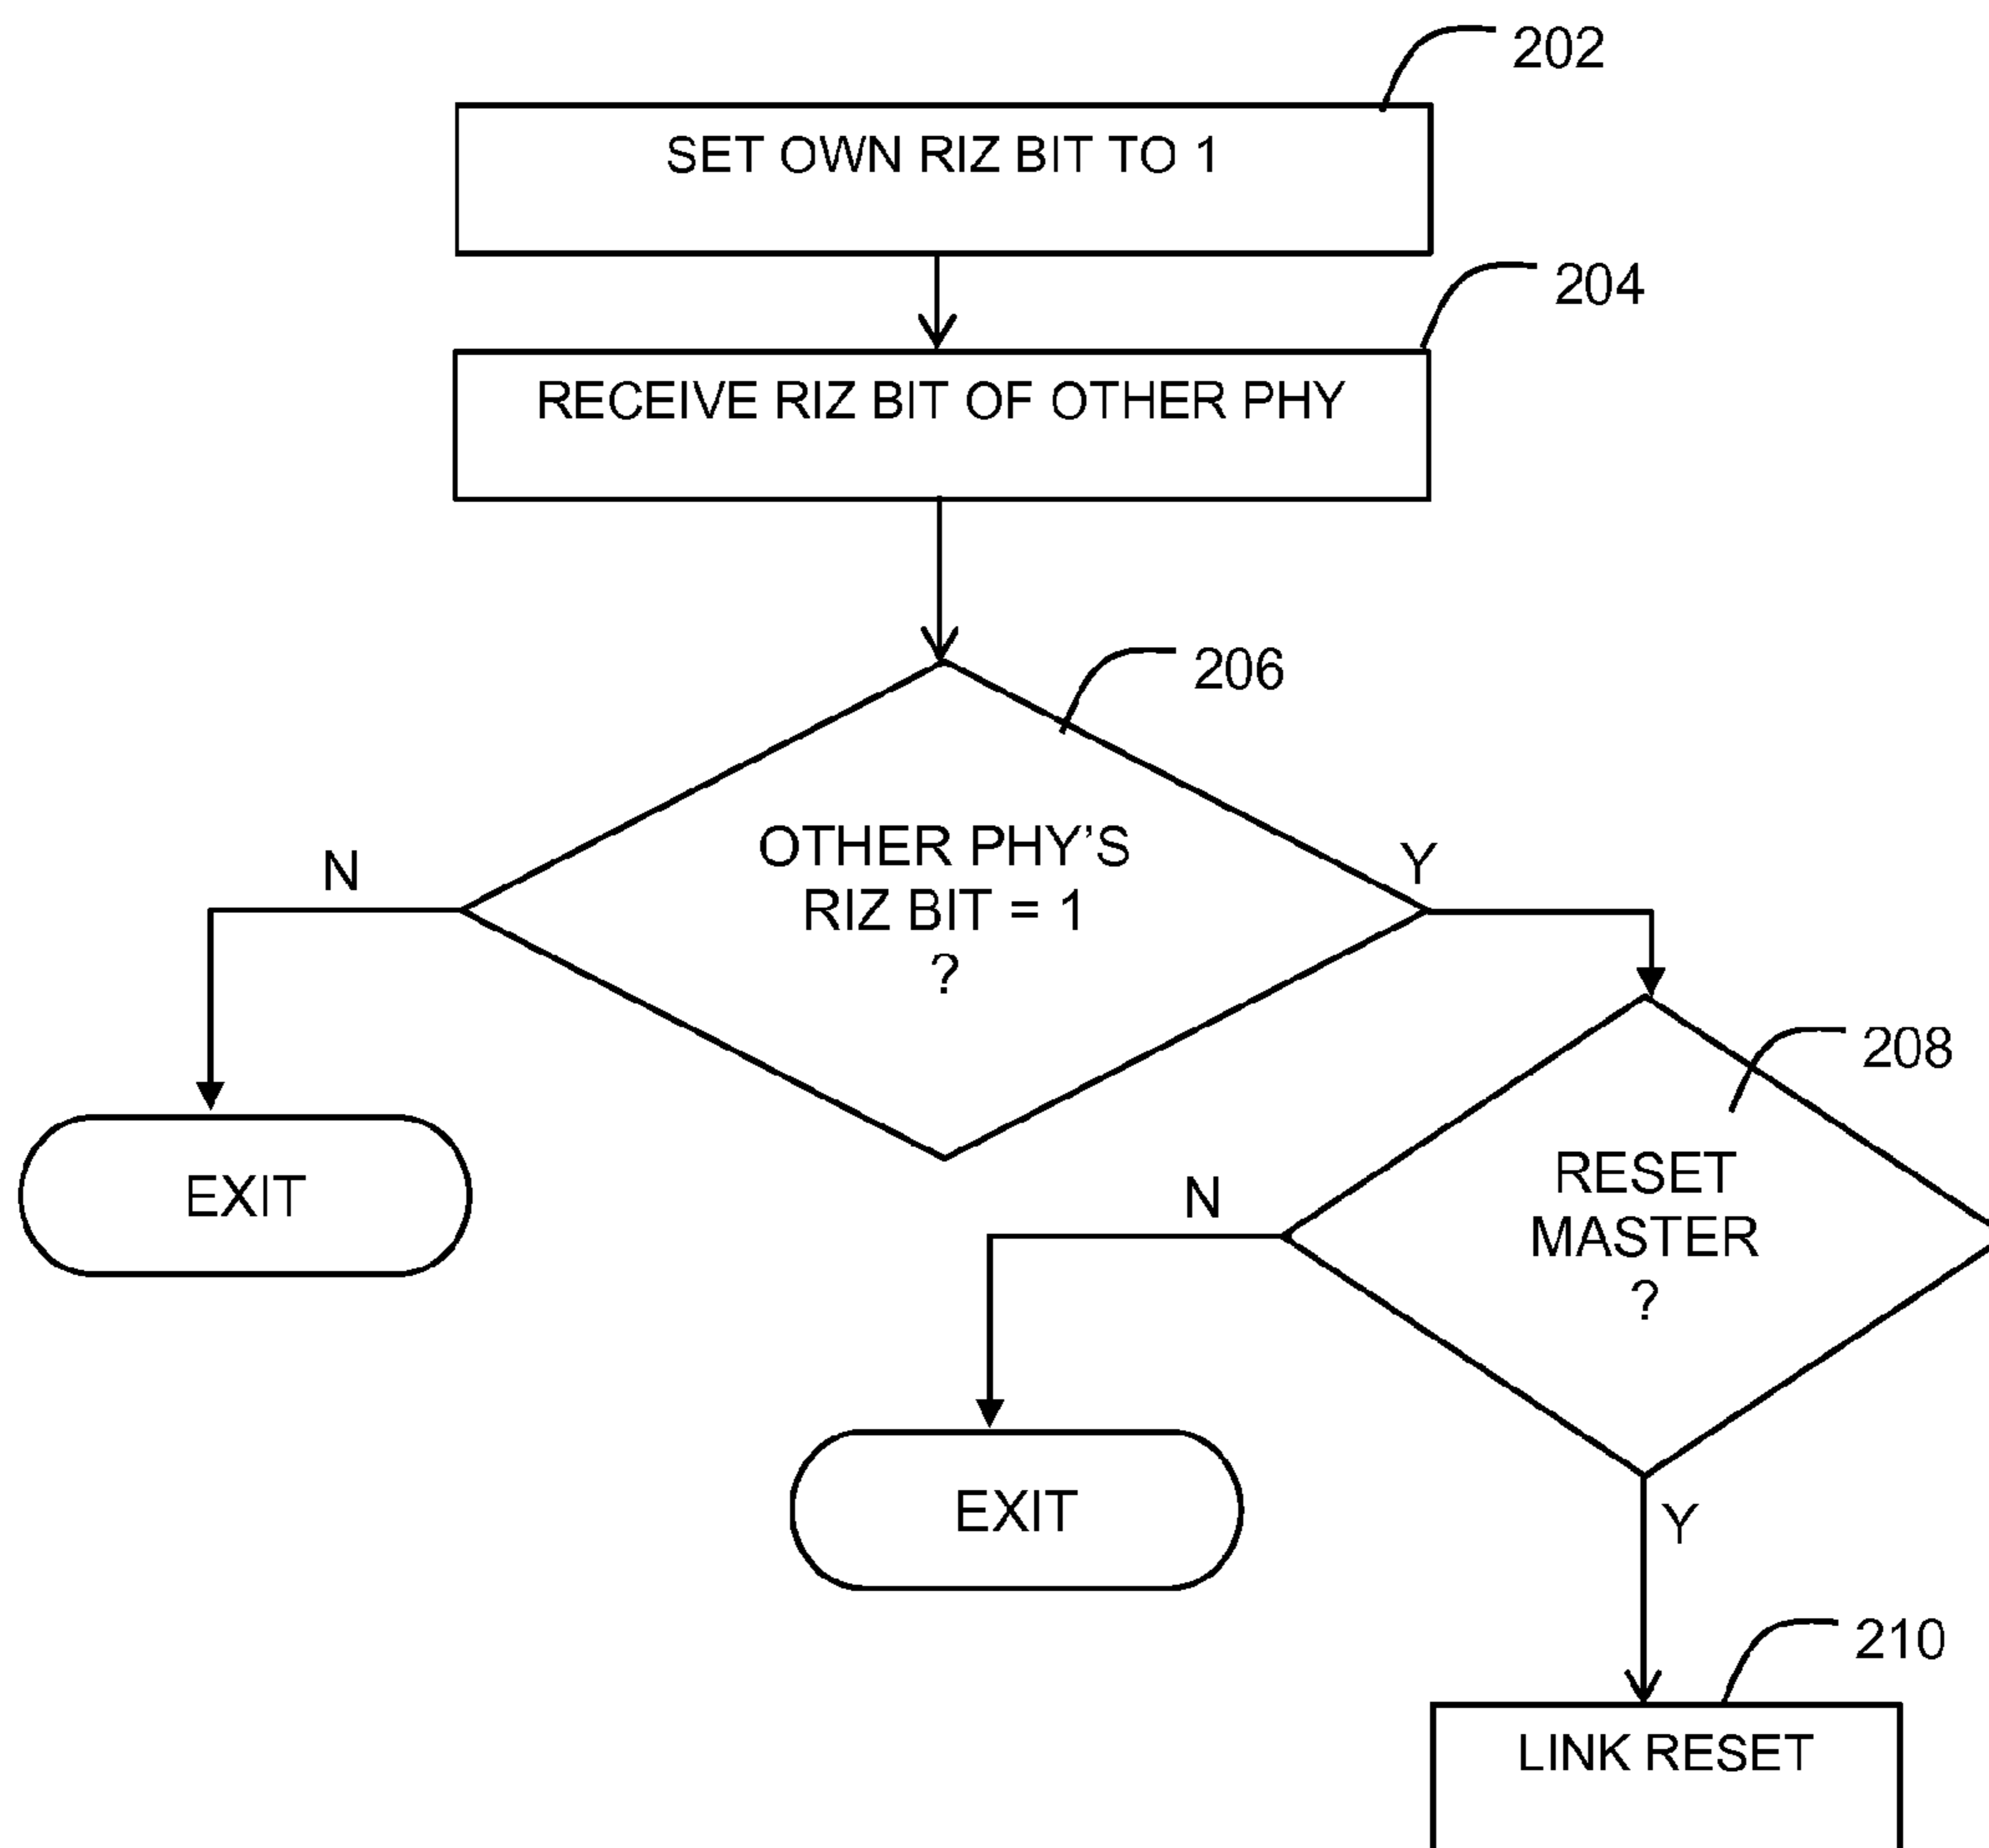 202
SET OWN RIZ BIT TO 1
204
RECEIVE RIZ BIT OF OTHER PHY
206
OTHER PHY’S
RIZ BIT = 1
?
N
Y
208
EXIT
RESET
MASTER
?
N
EXIT
Y
210
LINK RESET